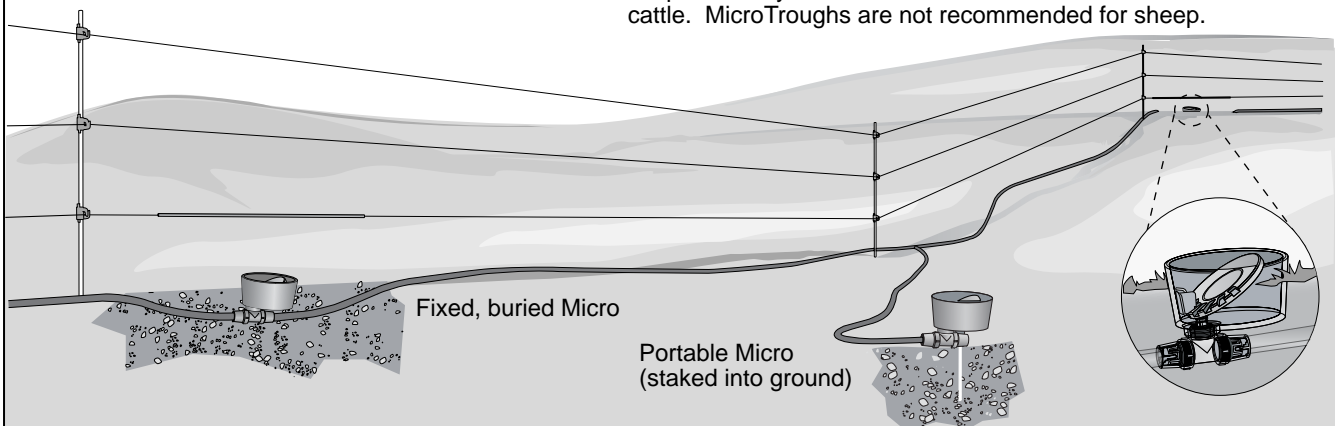 cattle.  MicroTroughs are not recommended for sheep.
Fixed, buried Micro
Portable Micro
(staked into ground)